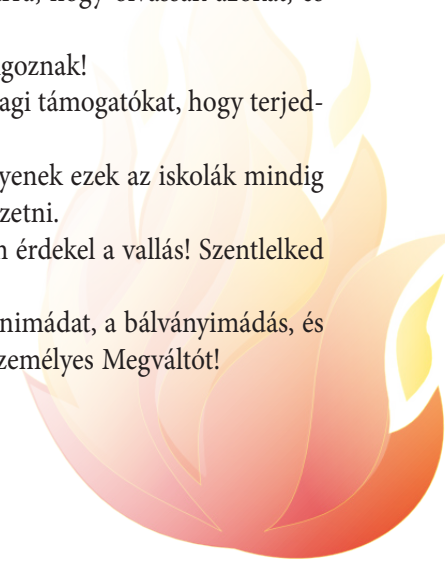 goznak!
agi támogatókat, hogy terjed-
yenek ezek az iskolák mindig
zetni.
érdekel a vallás! Szentlelked
nimádat, a bálványimádás, és
zemélyes Megváltót!